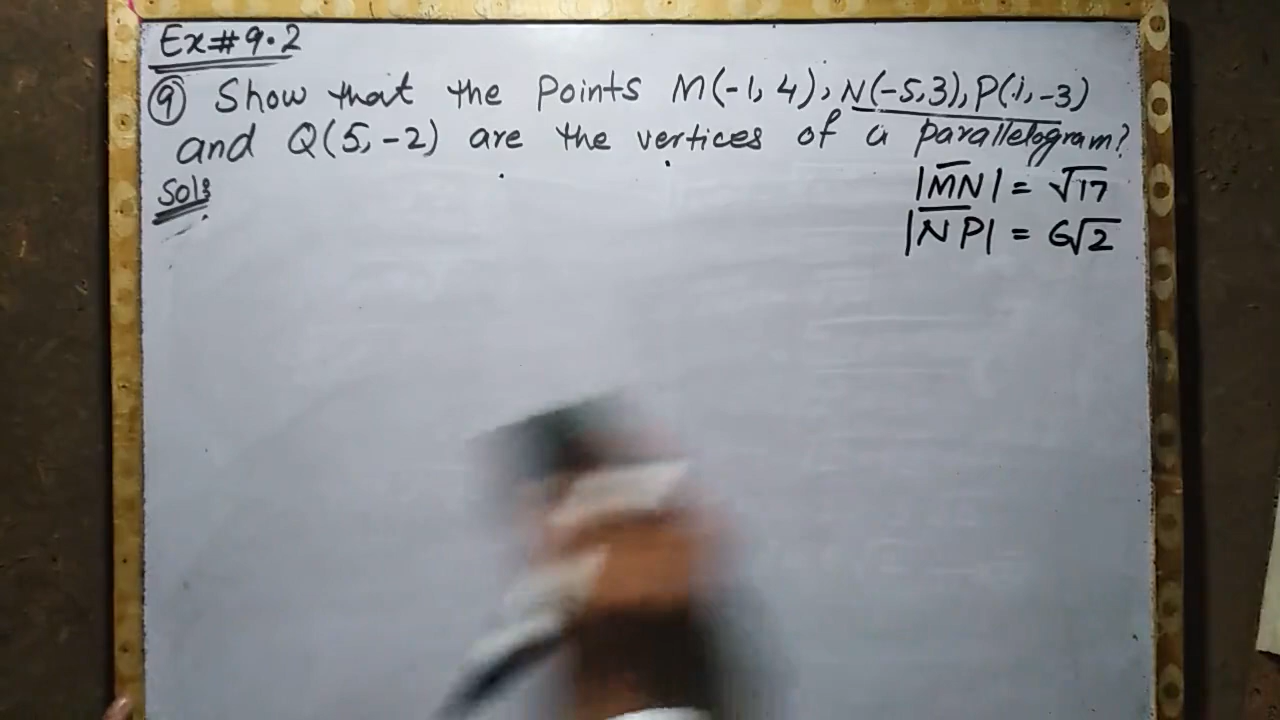 Ex#9.2
(9) Show that the points M(-1, 4), N(-5,3), P(1,-3)
and Q(5,-2) are the vertices of a parallelogram?
Sol:
|MN| = √17
|NP| = 6√2